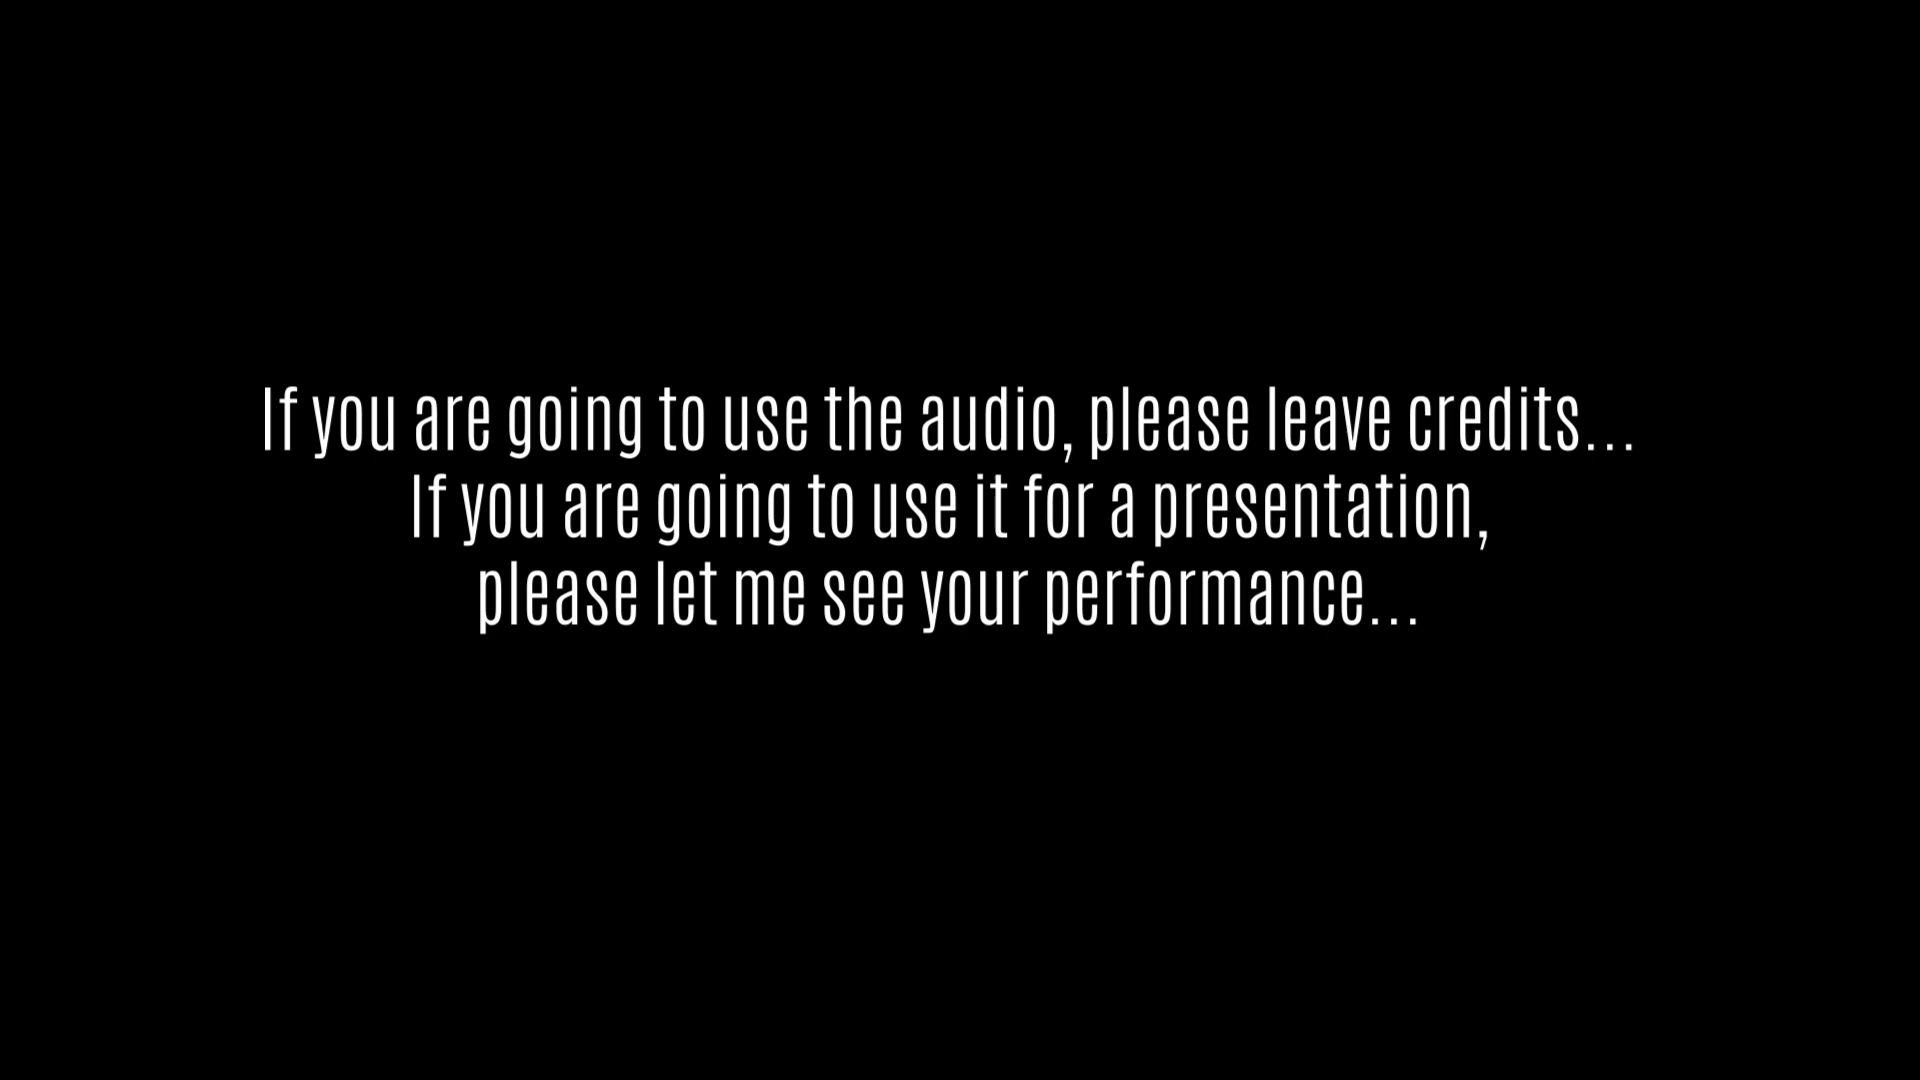 If you are going to use the audio, please leave credits...
If you are going to use it for a presentation,
please let me see your performance...